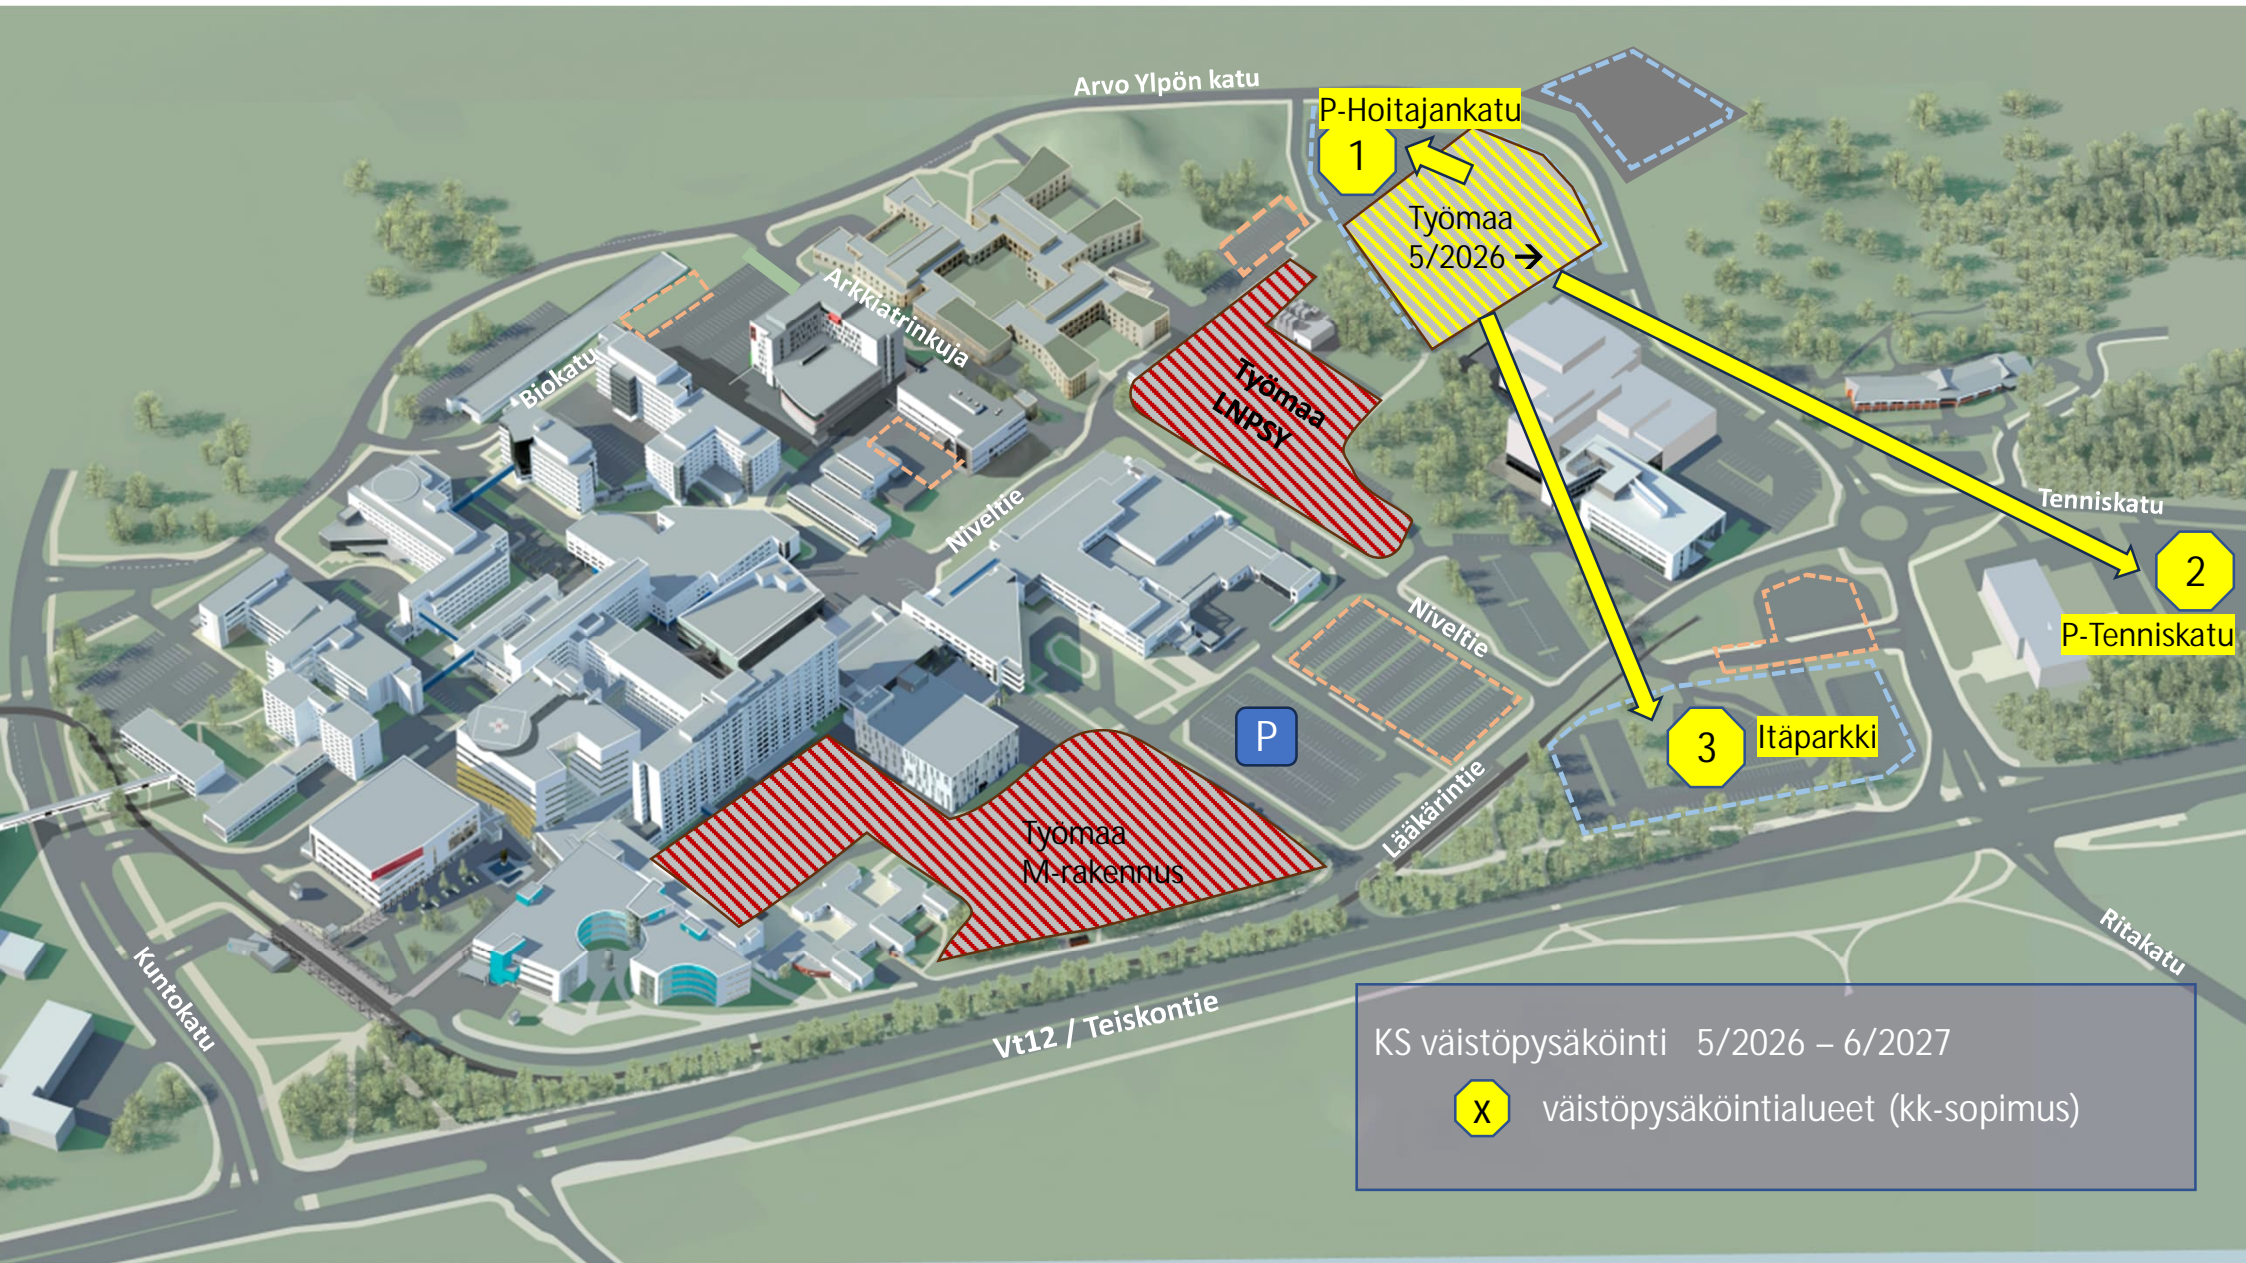 Arvo Ylpön katu
P-Hoitajankatu
1
Työmaa
5/2026 →
Arkkiatrinkuja
Biokatu
Työmaa
LNPSY
Niveltie
Tenniskatu
2
P-Tenniskatu
Niveltie
P
3
Itäparkki
Lääkärintie
Työmaa
M-rakennus
Kuntokatu
Vt12 / Teiskontie
Ritakatu
KS väistöpysäköinti 5/2026 – 6/2027
x väistöpysäköintialueet (kk-sopimus)